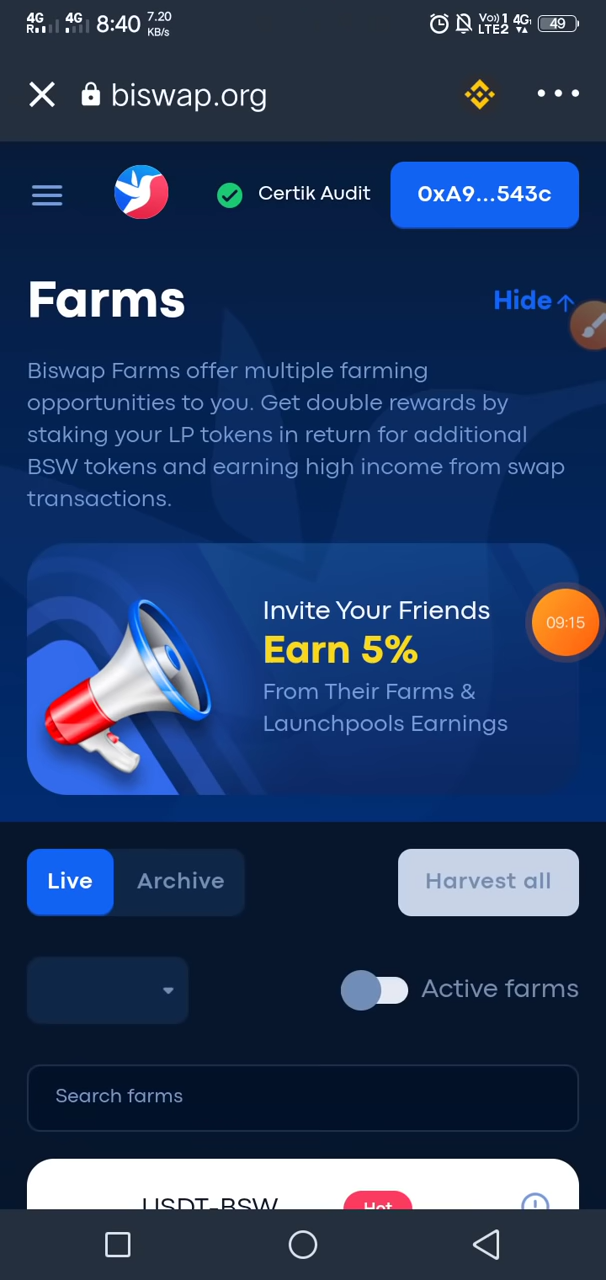 4G
R
4G
8:40
7.20
KB/s
Vo)) 1
LTE2
4G
49
biswap.org
Certik Audit
0xA9...543c
Farms
Hide
Biswap Farms offer multiple farming
opportunities to you. Get double rewards by
staking your LP tokens in return for additional
BSW tokens and earning high income from swap
transactions.
Invite Your Friends
Earn 5%
09:15
From Their Farms &
Launchpools Earnings
Live
Archive
Harvest all
Active farms
Search farms
USDT-BSW
Hot